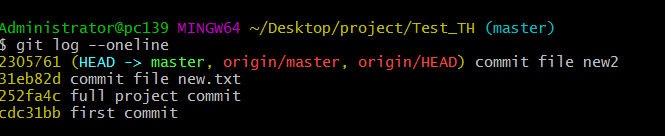 Administrator@pc139 MINGW64 ~/Desktop/project/Test_TH (master)
$ git log --oneline
2305761 (HEAD -> master, origin/master, origin/HEAD) commit file new2
31eb82d commit file new.txt
252fa4c full project commit
cdc31bb first commit